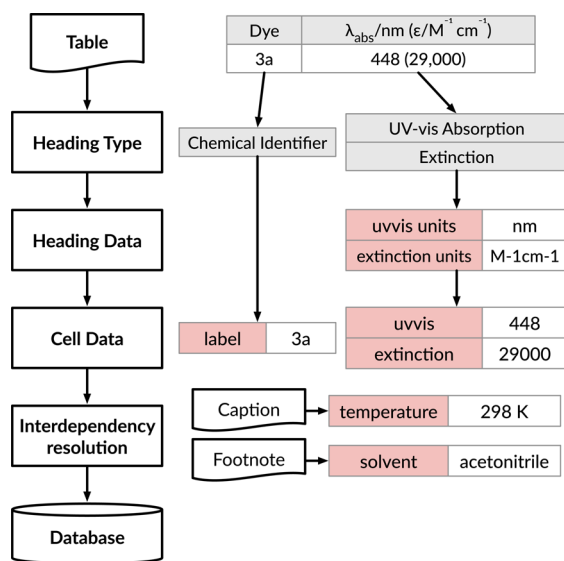 Table
Dye
λabs/nm (ε/M⁻¹ cm⁻¹)
3a
448 (29,000)
Heading Type
Chemical Identifier
UV-vis Absorption
Extinction
Heading Data
uvvis units
nm
extinction units
M-1cm-1
Cell Data
label
3a
uvvis
448
extinction
29000
Interdependency
resolution
Caption
temperature
298 K
Footnote
solvent
acetonitrile
Database